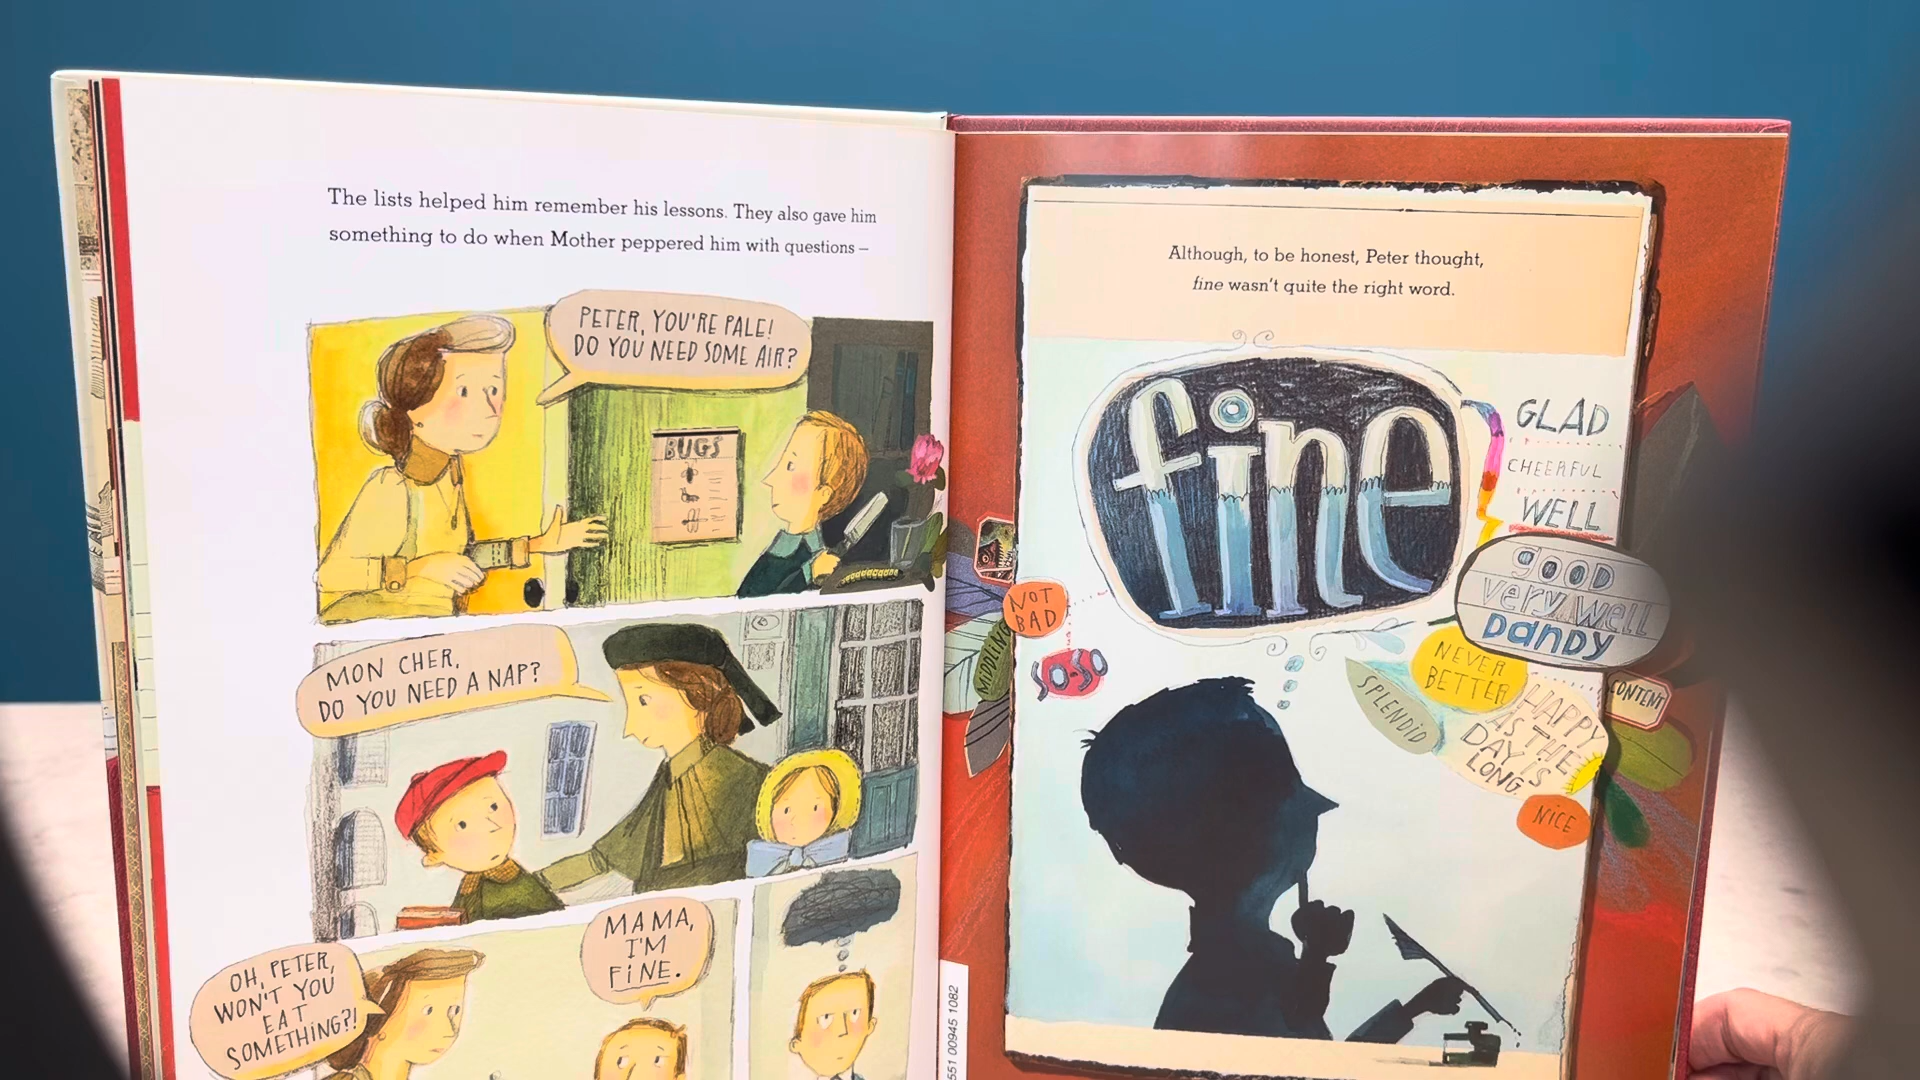 The lists helped him remember his lessons. They also gave him
something to do when Mother peppered him with questions –
PETER, YOU'RE PALE!
DO YOU NEED SOME AIR?
BUGS
MON CHER,
DO YOU NEED A NAP?
OH, PETER,
WON'T YOU
EAT
SOMETHING?!
MAMA,
I'M
FINE.
Although, to be honest, Peter thought,
fine wasn't quite the right word.
fine
GLAD
CHEERFUL
WELL
good
very well
DANDY
NOT
BAD
MIDDLING
SO-SO
NEVER
BETTER
SPLENDID
HAPPY
AS THE
DAY IS
LONG.
CONTENT
NICE
551 00945 1082